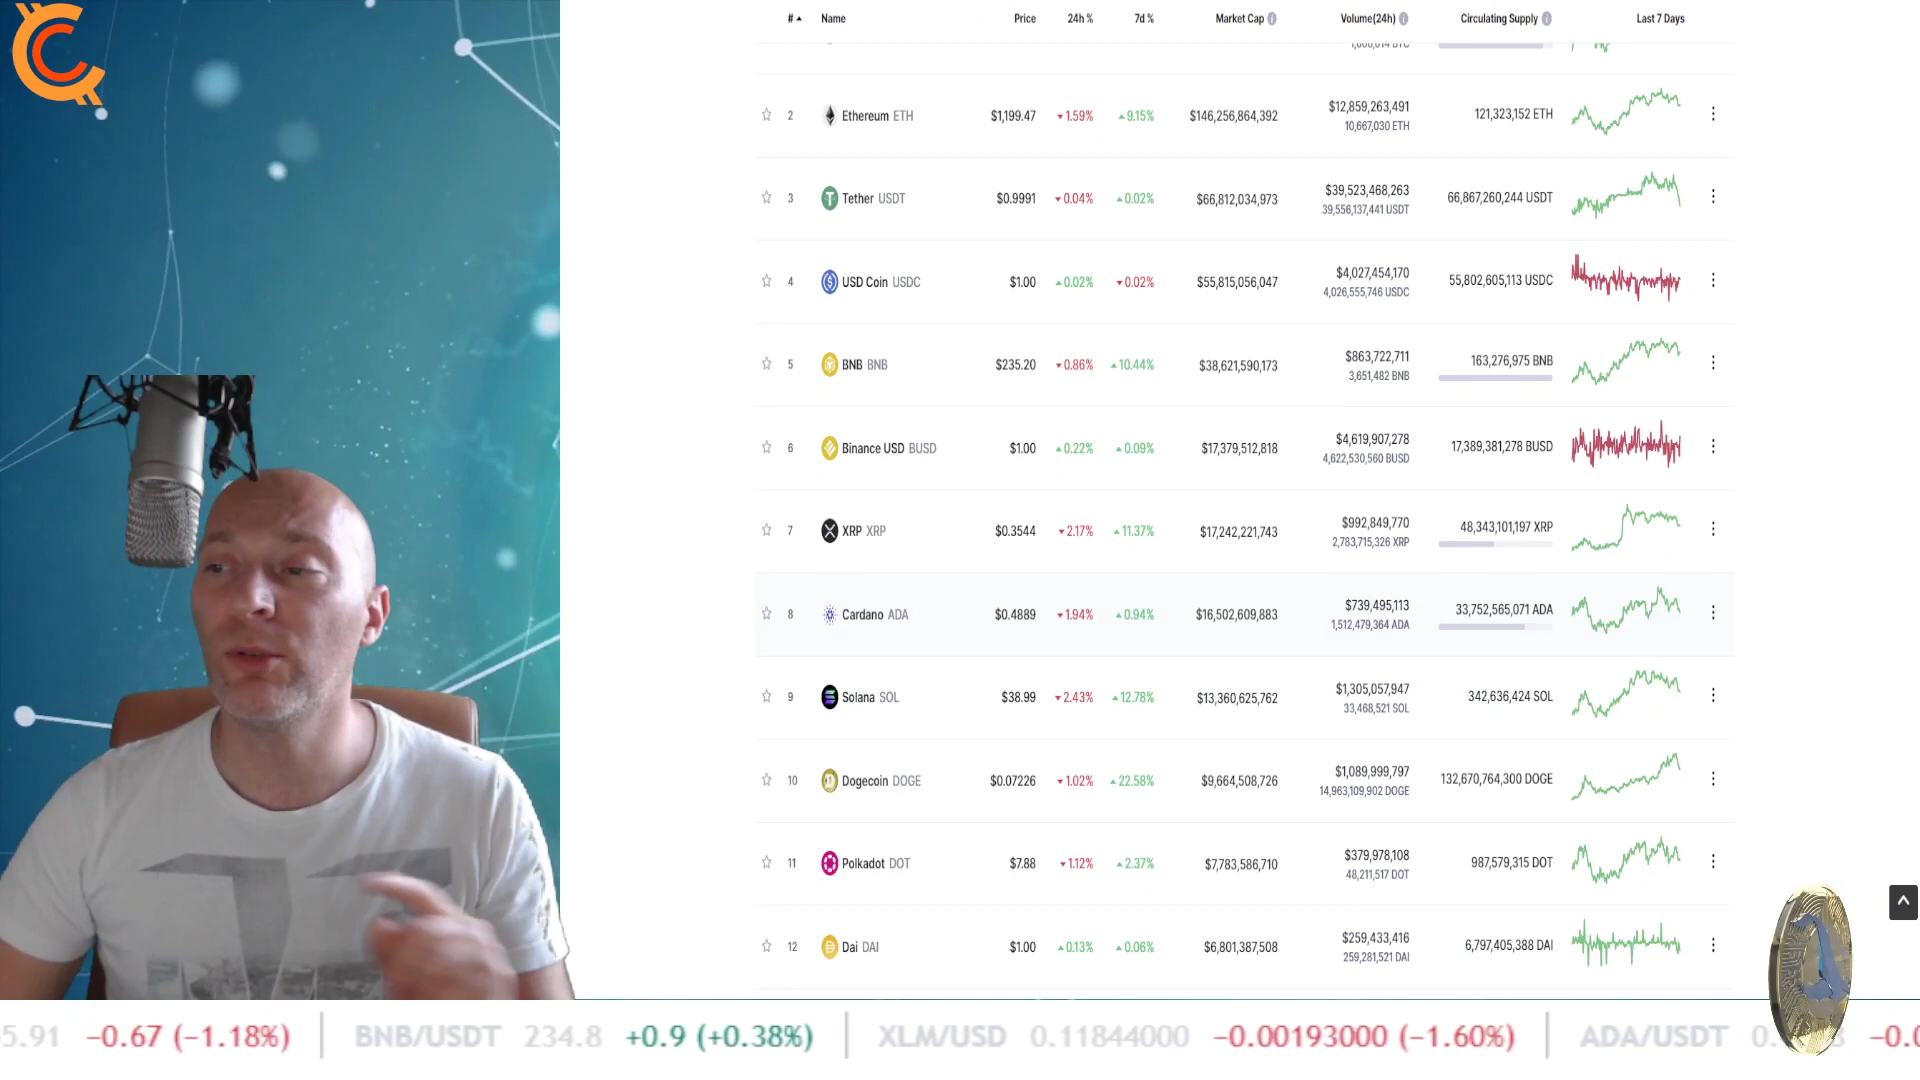 # Name Price 24h % 7d % Market Cap Volume(24h) Circulating Supply Last 7 Days
2 Ethereum ETH $1,199.47 1.59% 9.15% $146,256,864,392 $12,859,263,491 121,323,152 ETH
10,667,030 ETH
3 Tether USDT $0.9991 0.04% 0.02% $66,812,034,973 $39,523,468,263 66,867,260,244 USDT
39,556,137,441 USDT
4 USD Coin USDC $1.00 0.02% 0.02% $55,815,056,047 $4,027,454,170 55,802,605,113 USDC
4,026,555,746 USDC
5 BNB BNB $235.20 0.86% 10.44% $38,621,590,173 $863,722,711 163,276,975 BNB
3,651,482 BNB
6 Binance USD BUSD $1.00 0.22% 0.09% $17,379,512,818 $4,619,907,278 17,389,381,278 BUSD
4,622,530,560 BUSD
7 XRP XRP $0.3544 2.17% 11.37% $17,242,221,743 $992,849,770 48,343,101,197 XRP
2,783,715,326 XRP
8 Cardano ADA $0.4889 1.94% 0.94% $16,502,609,883 $739,495,113 33,752,565,071 ADA
1,512,479,364 ADA
9 Solana SOL $38.99 2.43% 12.78% $13,360,625,762 $1,305,057,947 342,636,424 SOL
33,468,521 SOL
10 Dogecoin DOGE $0.07226 1.02% 22.58% $9,664,508,726 $1,089,999,797 132,670,764,300 DOGE
14,963,109,902 DOGE
11 Polkadot DOT $7.88 1.12% 2.37% $7,783,586,710 $379,978,108 987,579,315 DOT
48,211,517 DOT
12 Dai DAI $1.00 0.13% 0.06% $6,801,387,508 $259,433,416 6,797,405,388 DAI
259,281,521 DAI
5.91 −0.67 (−1.18%) BNB/USDT 234.8 +0.9 (+0.38%) XLM/USD 0.11844000 −0.00193000 (−1.60%) ADA/USDT